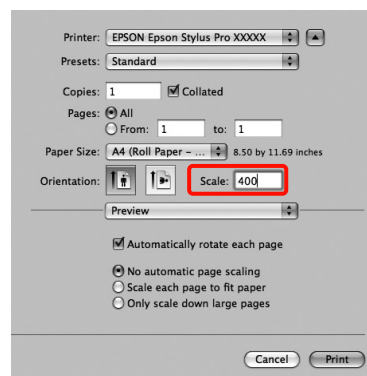 Printer: EPSON Epson Stylus Pro XXXXX
Presets: Standard
Copies: 1 Collated
Pages: All
From: 1 to: 1
Paper Size: A4 (Roll Paper – ... 8.50 by 11.69 inches
Orientation: Scale: 400
Preview
Automatically rotate each page
No automatic page scaling
Scale each page to fit paper
Only scale down large pages
Cancel Print